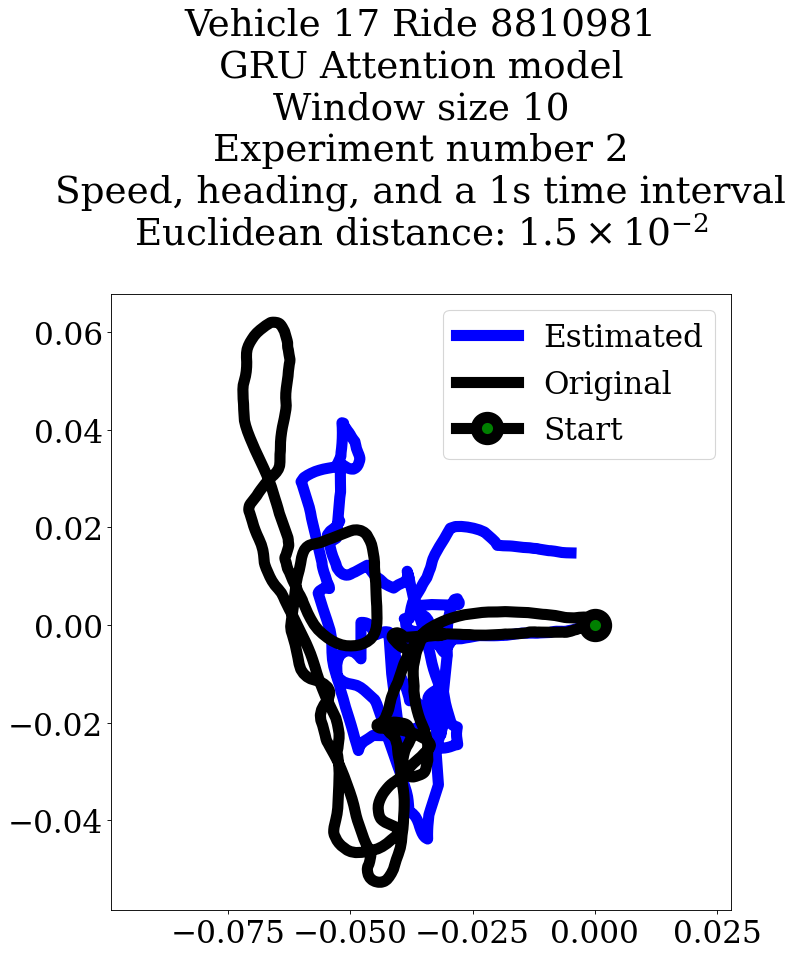 Vehicle 17 Ride 8810981
GRU Attention model
Window size 10
Experiment number 2
Speed, heading, and a 1s time interval
Euclidean distance: 1.5 × 10⁻²
Estimated
Original
Start
0.06
0.04
0.02
0.00
−0.02
−0.04
−0.075 −0.050 −0.025 0.000 0.025